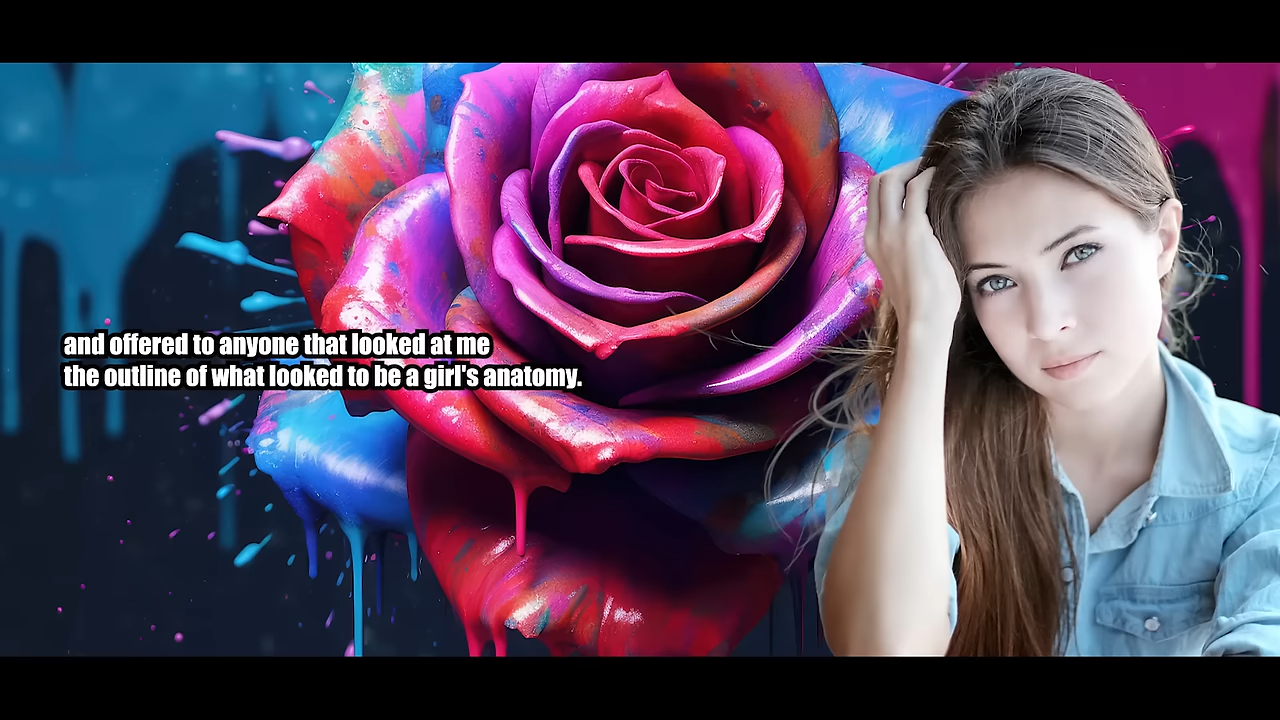 and offered to anyone that looked at me
the outline of what looked to be a girl's anatomy.